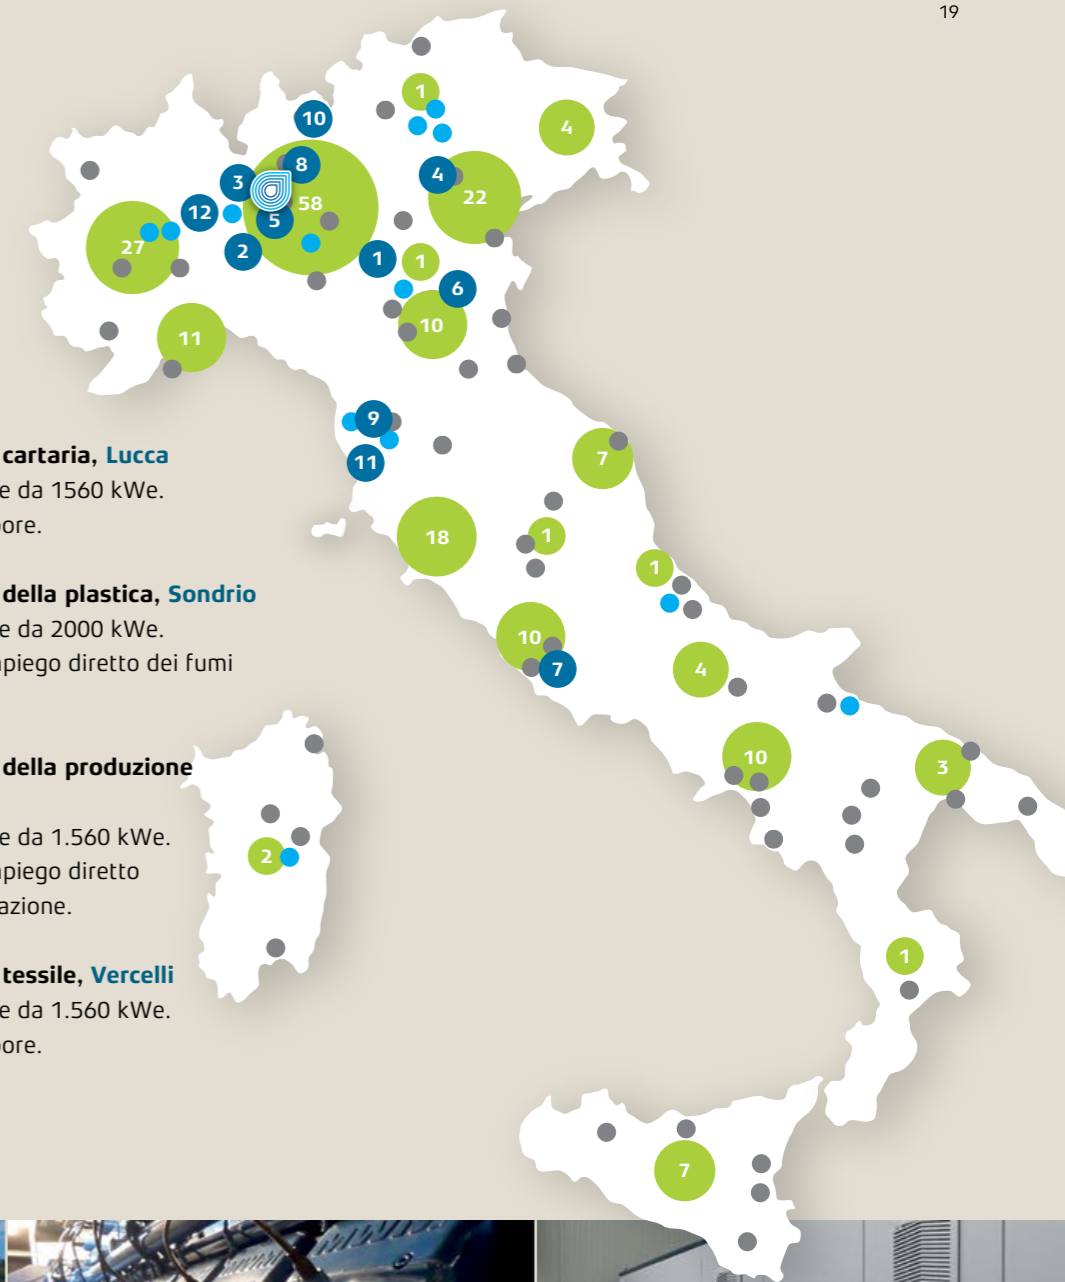 19
1
4
10
8
3
4
22
58
12
5
27
2
1
1
6
11
10
9
11
7
18
1
1
10
7
4
10
3
2
1
7
cartaria, Lucca
e da 1560 kWe.
ore.
della plastica, Sondrio
e da 2000 kWe.
piego diretto dei fumi
della produzione
e da 1.560 kWe.
piego diretto
azione.
tessile, Vercelli
e da 1.560 kWe.
ore.